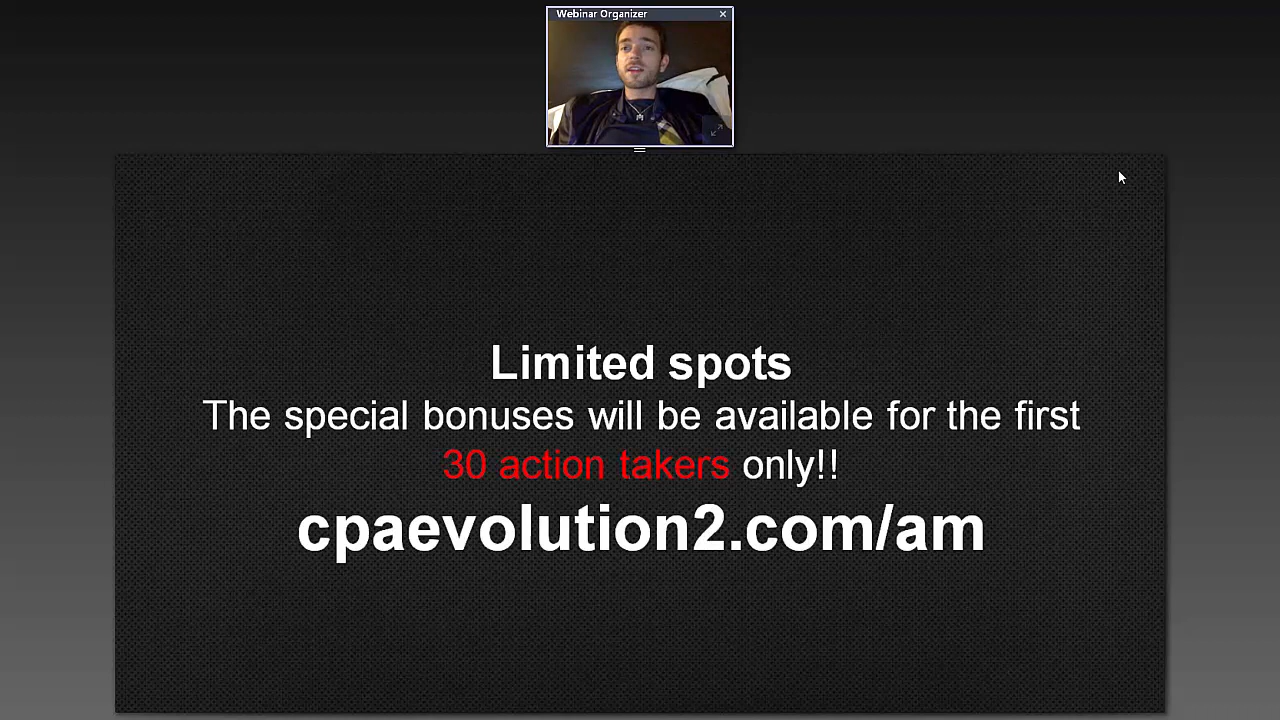 Webinar Organizer
Limited spots
The special bonuses will be available for the first
30 action takers only!!
cpaevolution2.com/am